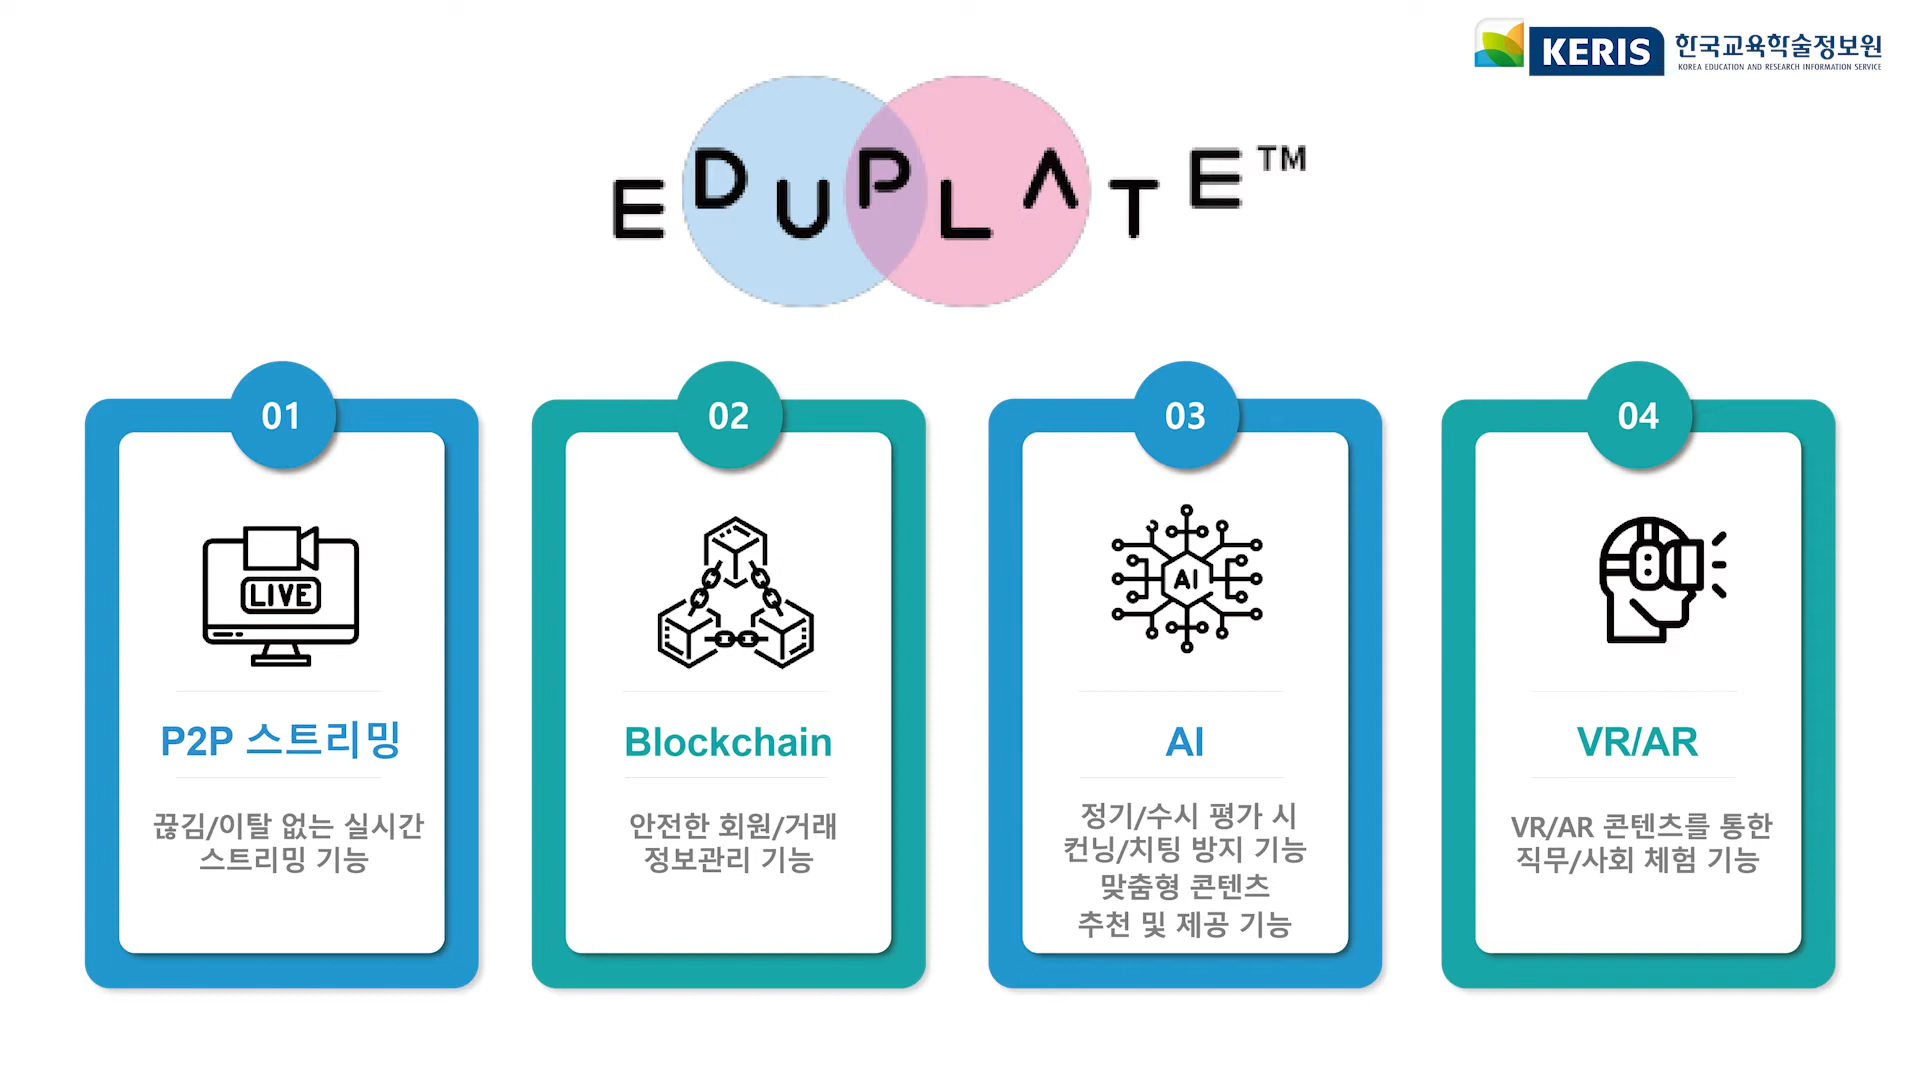 KERIS 한국교육학술정보원
KOREA EDUCATION AND RESEARCH INFORMATION SERVICE
EDUPLATE™
01
LIVE
P2P 스트리밍
끊김/이탈 없는 실시간
스트리밍 기능
02
Blockchain
안전한 회원/거래
정보관리 기능
03
AI
AI
정기/수시 평가 시
컨닝/치팅 방지 기능
맞춤형 콘텐츠
추천 및 제공 기능
04
VR/AR
VR/AR 콘텐츠를 통한
직무/사회 체험 기능